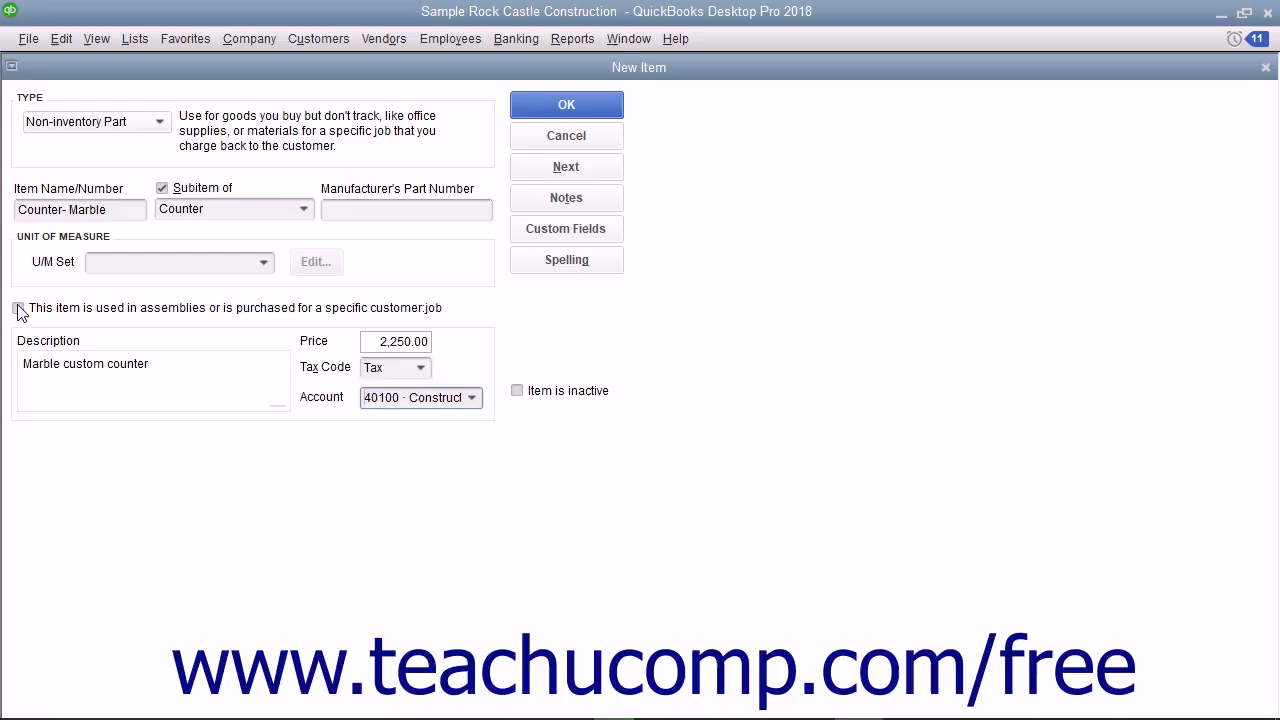 qb
Sample Rock Castle Construction - QuickBooks Desktop Pro 2018
File Edit View Lists Favorites Company Customers Vendors Employees Banking Reports Window Help 11
New Item
TYPE
Non-inventory Part
Use for goods you buy but don't track, like office
supplies, or materials for a specific job that you
charge back to the customer.
OK
Cancel
Next
Notes
Custom Fields
Spelling
Item Name/Number
Subitem of
Manufacturer's Part Number
Counter- Marble
Counter
UNIT OF MEASURE
U/M Set
Edit...
This item is used in assemblies or is purchased for a specific customer:job
Description
Marble custom counter
Price 2,250.00
Tax Code Tax
Account 40100 · Construct
Item is inactive
www.teachucomp.com/free